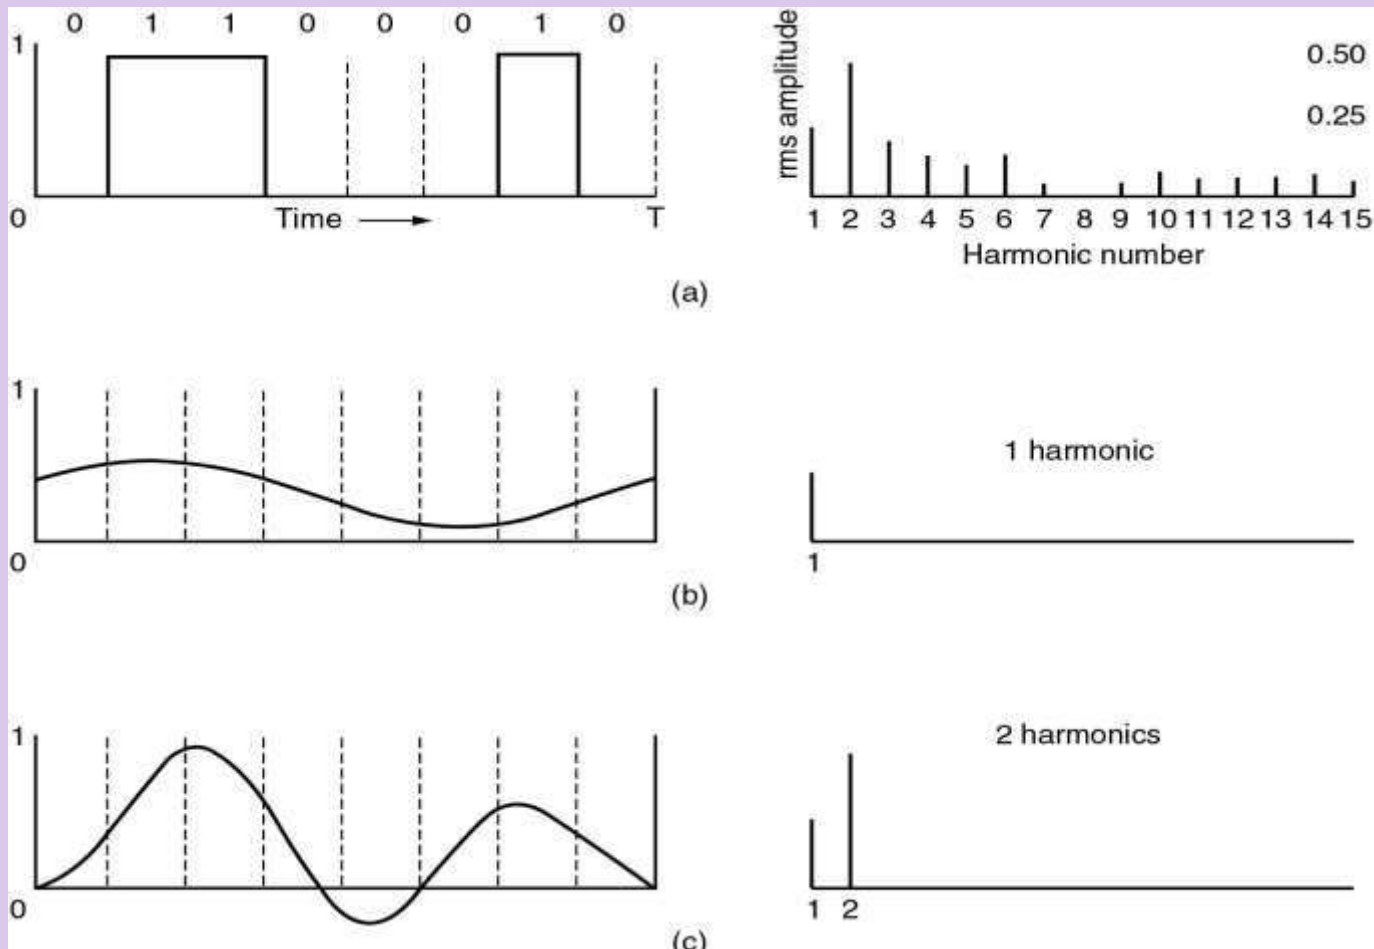 0 1 1 0 0 0 1 0
1
0
Time
T
rms amplitude
0.50
0.25
1 2 3 4 5 6 7 8 9 10 11 12 13 14 15
Harmonic number
(a)
1
0
1 harmonic
1
(b)
1
0
2 harmonics
1 2
(c)